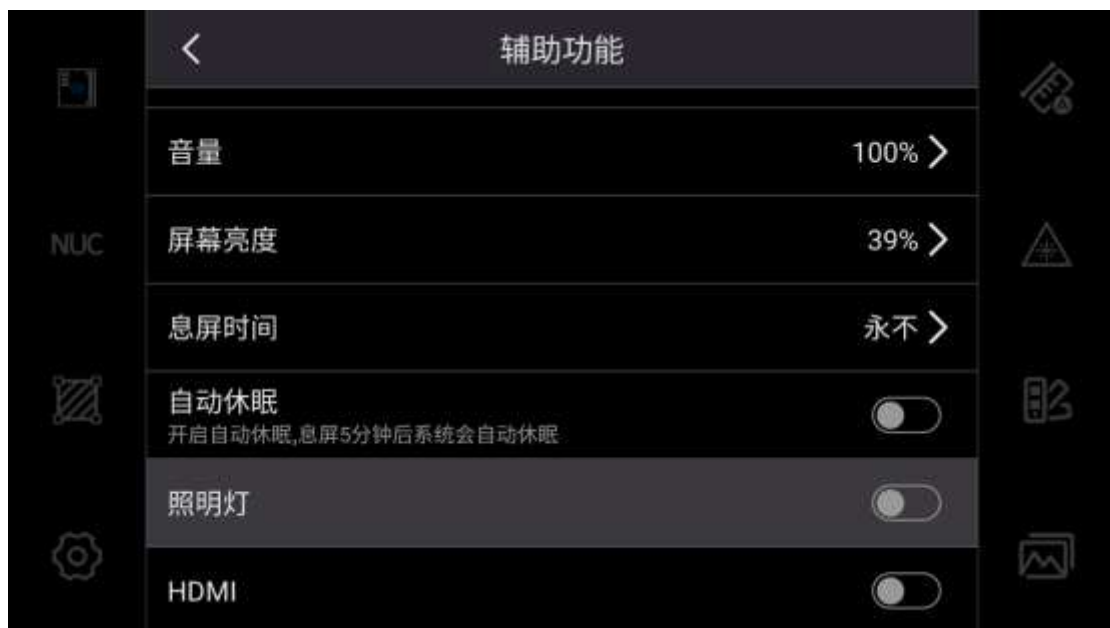 辅助功能
音量
100%
NUC
屏幕亮度
39%
息屏时间
永不
自动休眠
开启自动休眠,息屏5分钟后系统会自动休眠
照明灯
HDMI